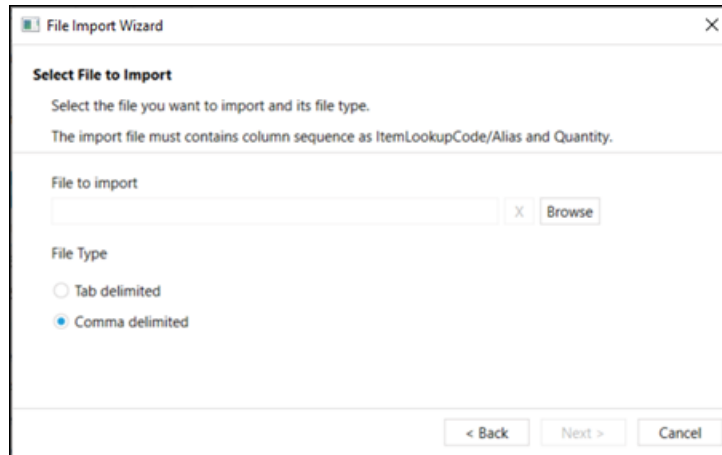 File Import Wizard
Select File to Import
Select the file you want to import and its file type.
The import file must contains column sequence as ItemLookupCode/Alias and Quantity.
File to import
X Browse
File Type
Tab delimited
Comma delimited
< Back Next > Cancel